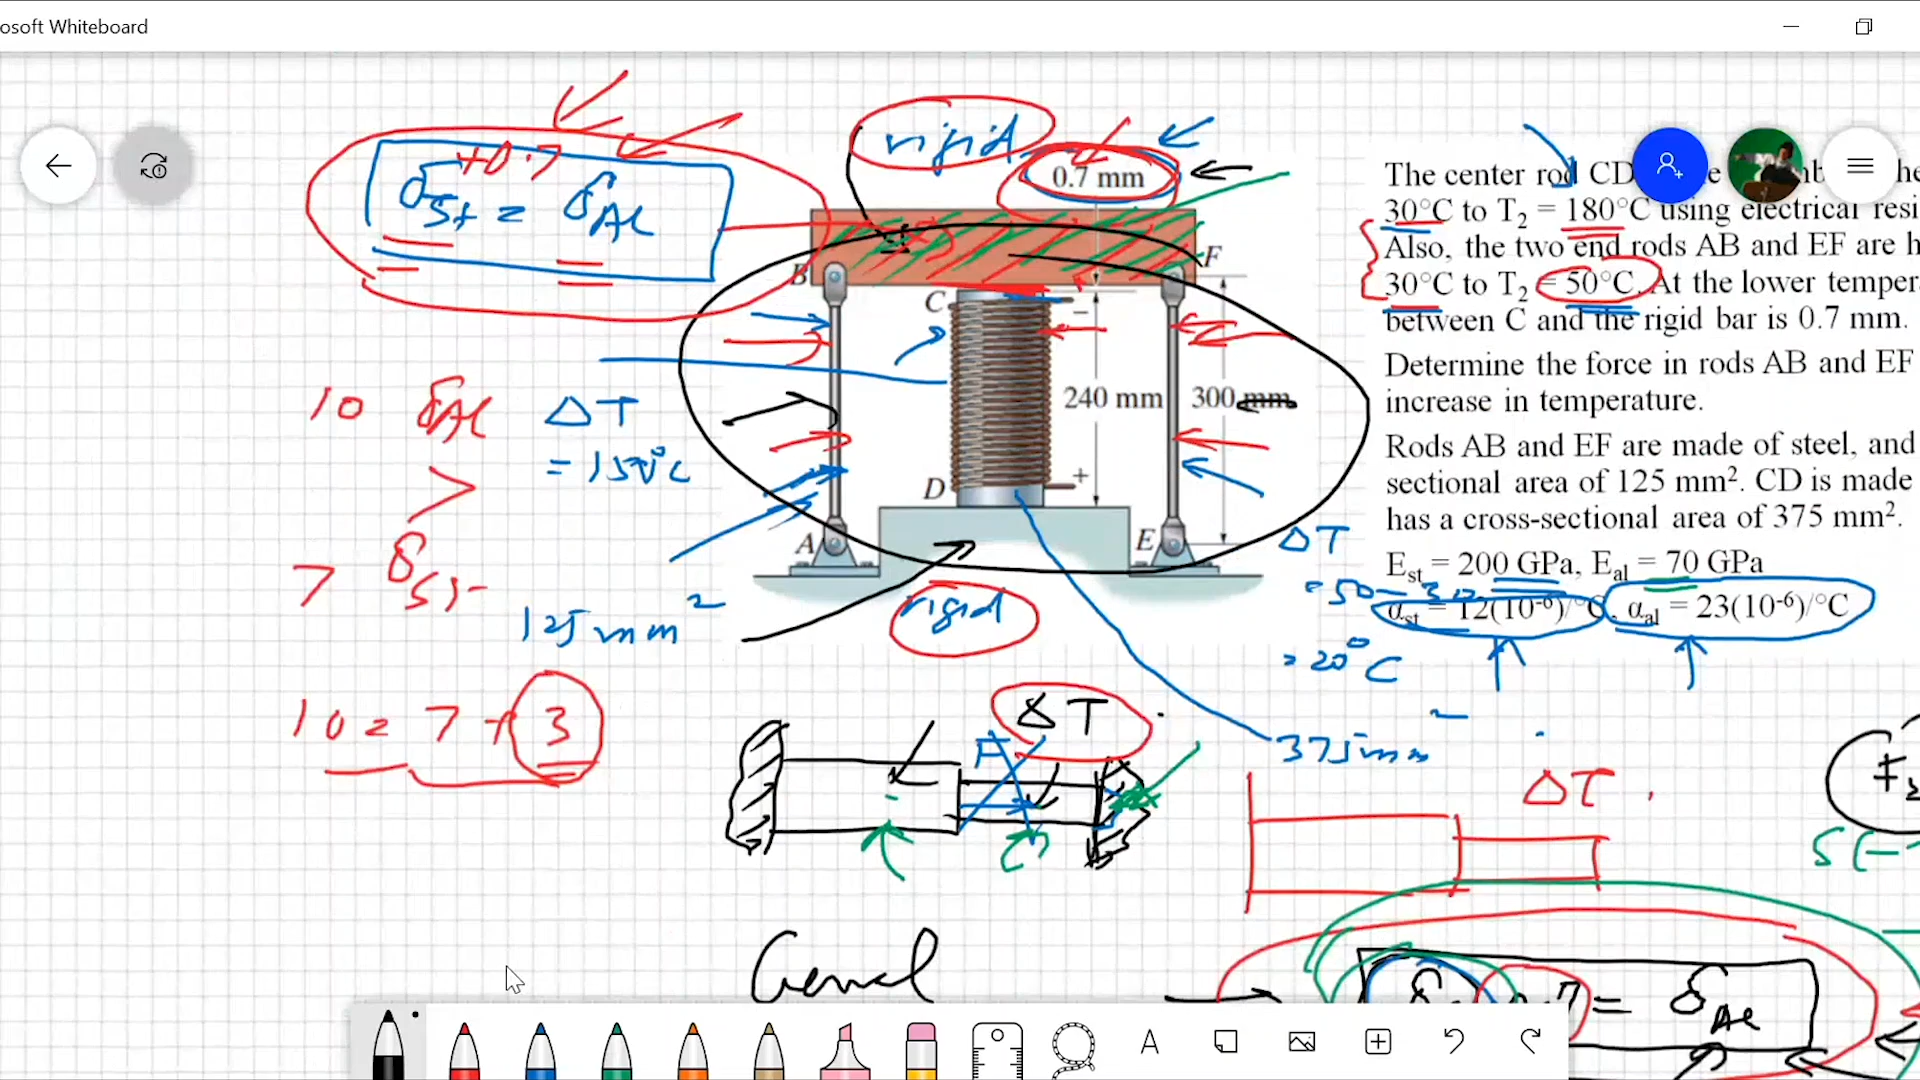 osoft Whiteboard
+0.7
δst = δAl
rigid
0.7 mm
B
F
C
−
240 mm
300 mm
D
+
A
E
The center rod CD
30°C to T2 = 180°C using electrical resi
Also, the two end rods AB and EF are h
30°C to T2 = 50°C. At the lower temper
between C and the rigid bar is 0.7 mm.
Determine the force in rods AB and EF
increase in temperature.
Rods AB and EF are made of steel, and
sectional area of 125 mm². CD is made
has a cross-sectional area of 375 mm².
Est = 200 GPa, Eal = 70 GPa
αst = 12(10-6)/°C, αal = 23(10-6)/°C
10 δAl
>
7 δSt
ΔT
= 150°C
125 mm²
rigid
ΔT
= 50 - 30
= 20°C
10 = 7 + 3
ΔT
F
375 mm²
ΔT
= δAl
A